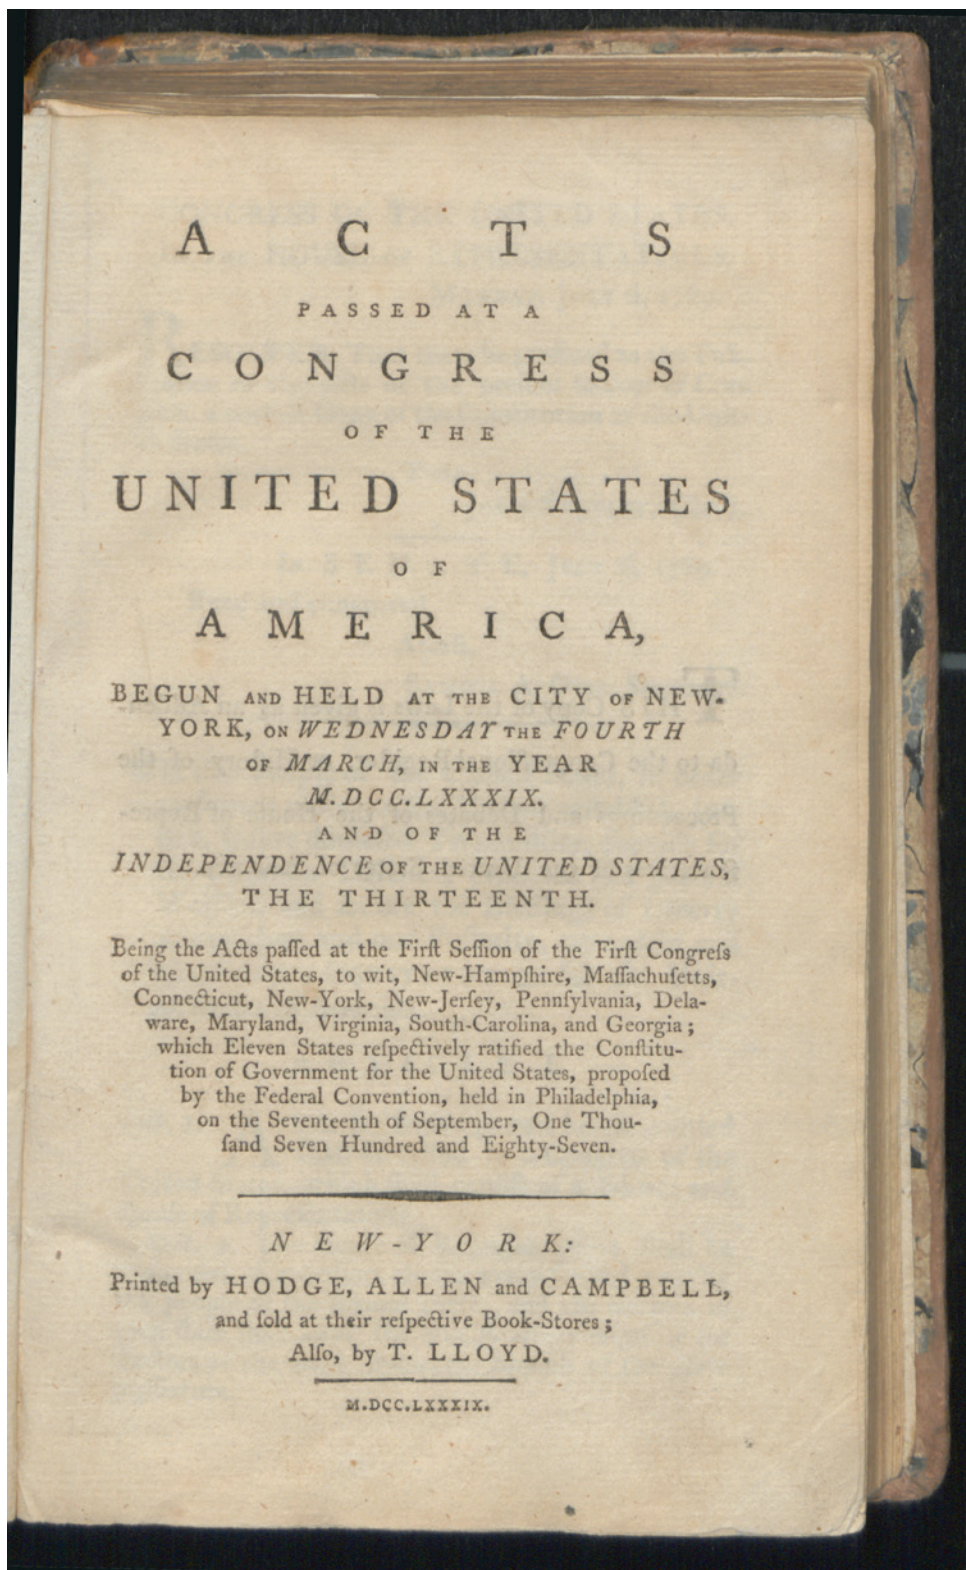 ACTS
PASSED AT A
CONGRESS
OF THE
UNITED STATES
OF
AMERICA,
BEGUN AND HELD AT THE CITY OF NEW-
YORK, ON WEDNESDAY THE FOURTH
OF MARCH, IN THE YEAR
M.DCC.LXXXIX.
AND OF THE
INDEPENDENCE OF THE UNITED STATES,
THE THIRTEENTH.
Being the Acts paſſed at the Firſt Seſſion of the Firſt Congreſs
of the United States, to wit, New-Hampſhire, Maſſachuſetts,
Connecticut, New-York, New-Jerſey, Pennſylvania, Dela-
ware, Maryland, Virginia, South-Carolina, and Georgia;
which Eleven States reſpectively ratified the Conſtitu-
tion of Government for the United States, propoſed
by the Federal Convention, held in Philadelphia,
on the Seventeenth of September, One Thou-
ſand Seven Hundred and Eighty-Seven.
NEW-YORK:
Printed by HODGE, ALLEN and CAMPBELL,
and ſold at their reſpective Book-Stores;
Alſo, by T. LLOYD.
M.DCC.LXXXIX.